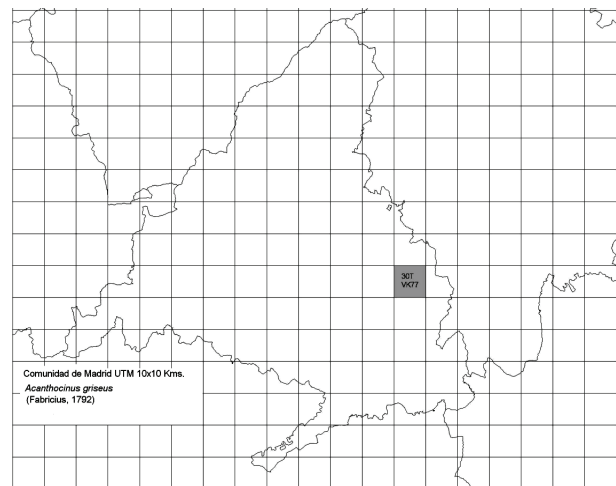 30T
VK77
Comunidad de Madrid UTM 10x10 Kms.
Acanthocinus griseus
(Fabricius, 1792)